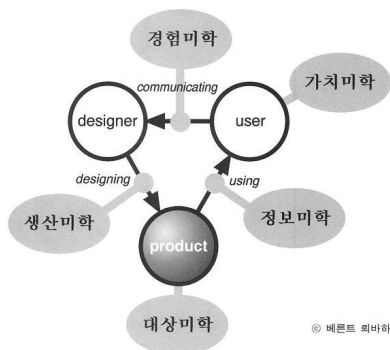 경험미학
communicating
가치미학
designer
user
designing
using
생산미학
정보미학
product
대상미학
© 베른트 뢰바하